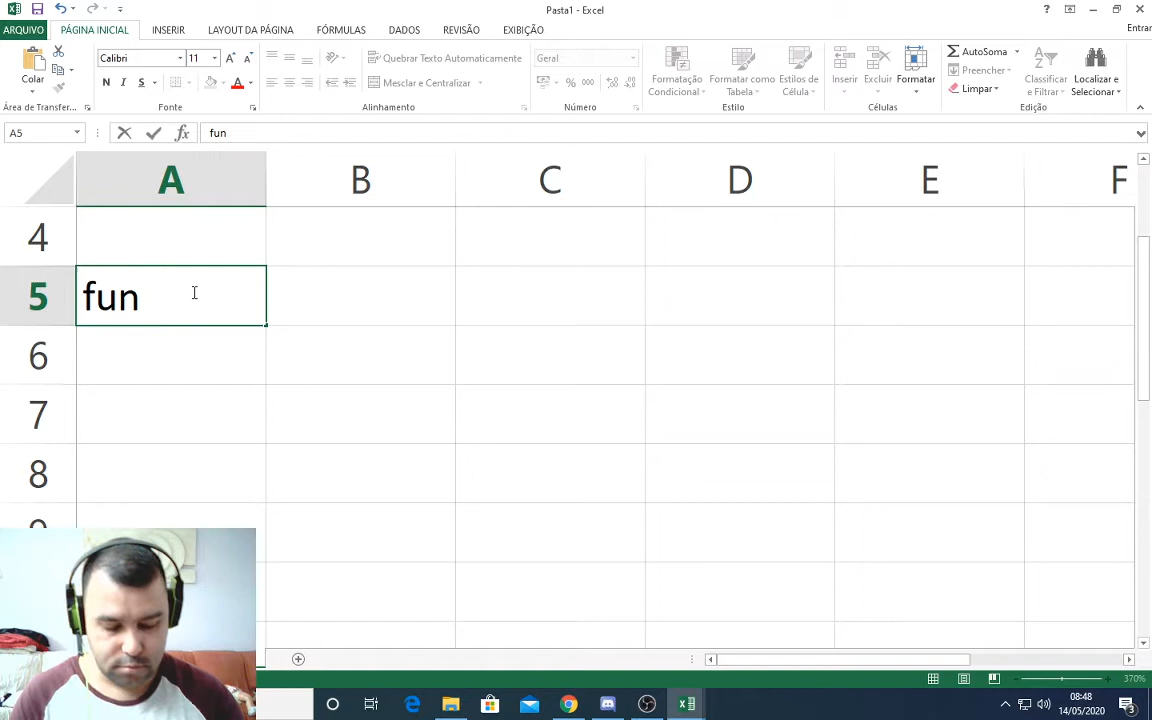 Pasta1 - Excel
?
Entrar
ARQUIVO PÁGINA INICIAL INSERIR LAYOUT DA PÁGINA FÓRMULAS DADOS REVISÃO EXIBIÇÃO
Colar
Calibri 11
N I S
Quebrar Texto Automaticamente
Mesclar e Centralizar
Geral
% 000
Formatação Condicional
Formatar como Tabela
Estilos de Célula
Inserir
Excluir
Formatar
AutoSoma
Preencher
Limpar
Classificar e Filtrar
Localizar e Selecionar
Área de Transfer...
Fonte
Alinhamento
Número
Estilo
Células
Edição
A5 fx fun
A B C D E F
4
5 fun
6
7
8
370%
08:48
14/05/2020
3